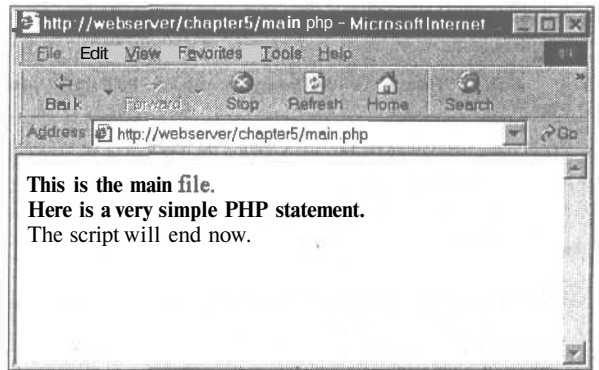 http://webserver/chapter5/main php - Microsoft Internet
File Edit View Favorites Tools Help
Back Forward Stop Refresh Home Search »
Address http://webserver/chapter5/main.php Go
This is the main file.
Here is a very simple PHP statement.
The script will end now.